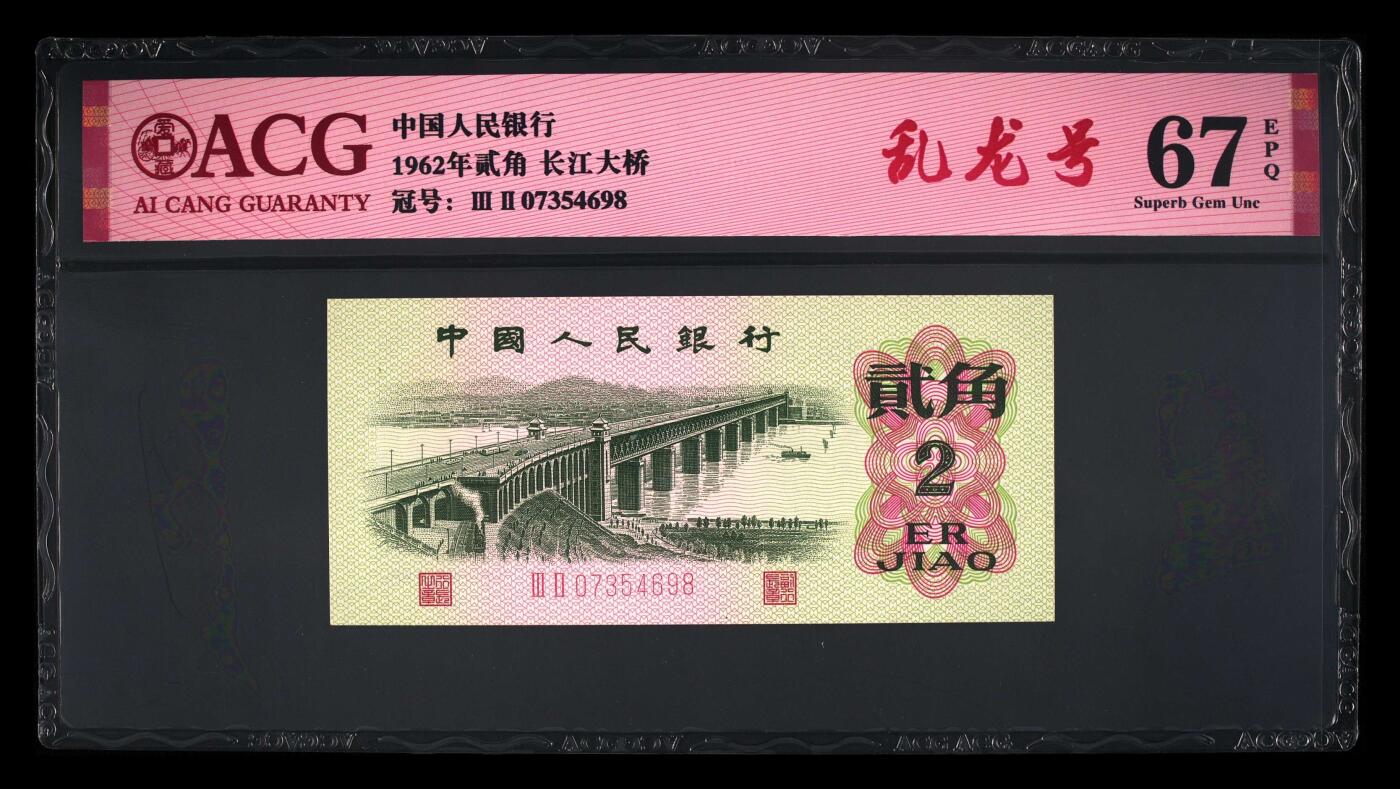 ACG
AI CANG GUARANTY
中国人民银行
1962年贰角 长江大桥
冠号：Ⅲ Ⅱ 07354698
乱龙号
67
EPQ
Superb Gem Unc
中國人民銀行
貳角
2
ER
JIAO
Ⅲ Ⅱ 07354698